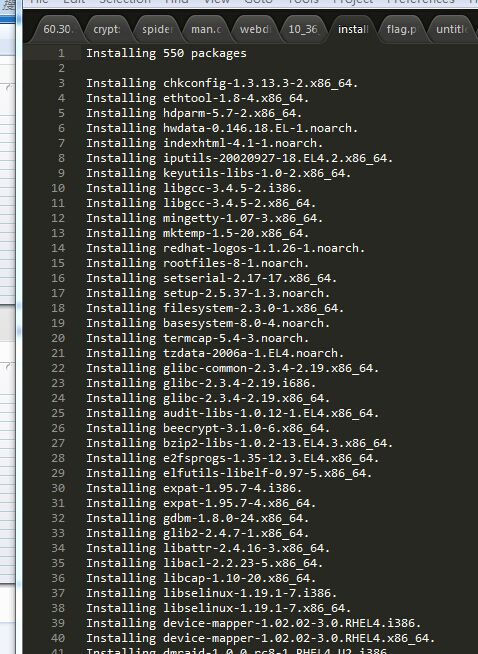 File Edit Selection Find View Goto Tools Project Preferences Help
60.30. crypt. spider man.c webd 10_36 install flag.p untitle
1 Installing 550 packages
2
3 Installing chkconfig-1.3.13.3-2.x86_64.
4 Installing ethtool-1.8-4.x86_64.
5 Installing hdparm-5.7-2.x86_64.
6 Installing hwdata-0.146.18.EL-1.noarch.
7 Installing indexhtml-4.1-1.noarch.
8 Installing iputils-20020927-18.EL4.2.x86_64.
9 Installing keyutils-libs-1.0-2.x86_64.
10 Installing libgcc-3.4.5-2.i386.
11 Installing libgcc-3.4.5-2.x86_64.
12 Installing mingetty-1.07-3.x86_64.
13 Installing mktemp-1.5-20.x86_64.
14 Installing redhat-logos-1.1.26-1.noarch.
15 Installing rootfiles-8-1.noarch.
16 Installing setserial-2.17-17.x86_64.
17 Installing setup-2.5.37-1.3.noarch.
18 Installing filesystem-2.3.0-1.x86_64.
19 Installing basesystem-8.0-4.noarch.
20 Installing termcap-5.4-3.noarch.
21 Installing tzdata-2006a-1.EL4.noarch.
22 Installing glibc-common-2.3.4-2.19.x86_64.
23 Installing glibc-2.3.4-2.19.i686.
24 Installing glibc-2.3.4-2.19.x86_64.
25 Installing audit-libs-1.0.12-1.EL4.x86_64.
26 Installing beecrypt-3.1.0-6.x86_64.
27 Installing bzip2-libs-1.0.2-13.EL4.3.x86_64.
28 Installing e2fsprogs-1.35-12.3.EL4.x86_64.
29 Installing elfutils-libelf-0.97-5.x86_64.
30 Installing expat-1.95.7-4.i386.
31 Installing expat-1.95.7-4.x86_64.
32 Installing gdbm-1.8.0-24.x86_64.
33 Installing glib2-2.4.7-1.x86_64.
34 Installing libattr-2.4.16-3.x86_64.
35 Installing libacl-2.2.23-5.x86_64.
36 Installing libcap-1.10-20.x86_64.
37 Installing libselinux-1.19.1-7.i386.
38 Installing libselinux-1.19.1-7.x86_64.
39 Installing device-mapper-1.02.02-3.0.RHEL4.i386.
40 Installing device-mapper-1.02.02-3.0.RHEL4.x86_64.
41 Installing dmraid-1.0.0.rc8-1_RHEL4_U2.i386.